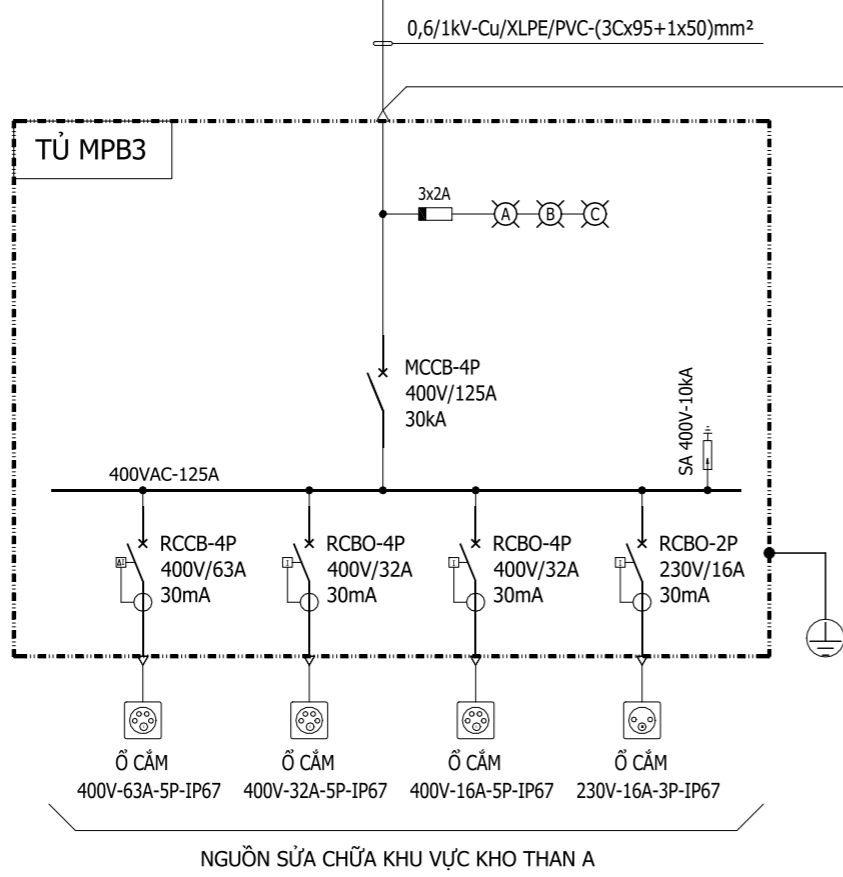 0,6/1kV-Cu/XLPE/PVC-(3Cx95+1x50)mm²
TỦ MPB3
3x2A
A B C
MCCB-4P
400V/125A
30kA
SA 400V-10kA
400VAC-125A
RCCB-4P
400V/63A
30mA
RCBO-4P
400V/32A
30mA
RCBO-4P
400V/32A
30mA
RCBO-2P
230V/16A
30mA
Ổ CẮM
400V-63A-5P-IP67
Ổ CẮM
400V-32A-5P-IP67
Ổ CẮM
400V-16A-5P-IP67
Ổ CẮM
230V-16A-3P-IP67
NGUỒN SỬA CHỮA KHU VỰC KHO THAN A